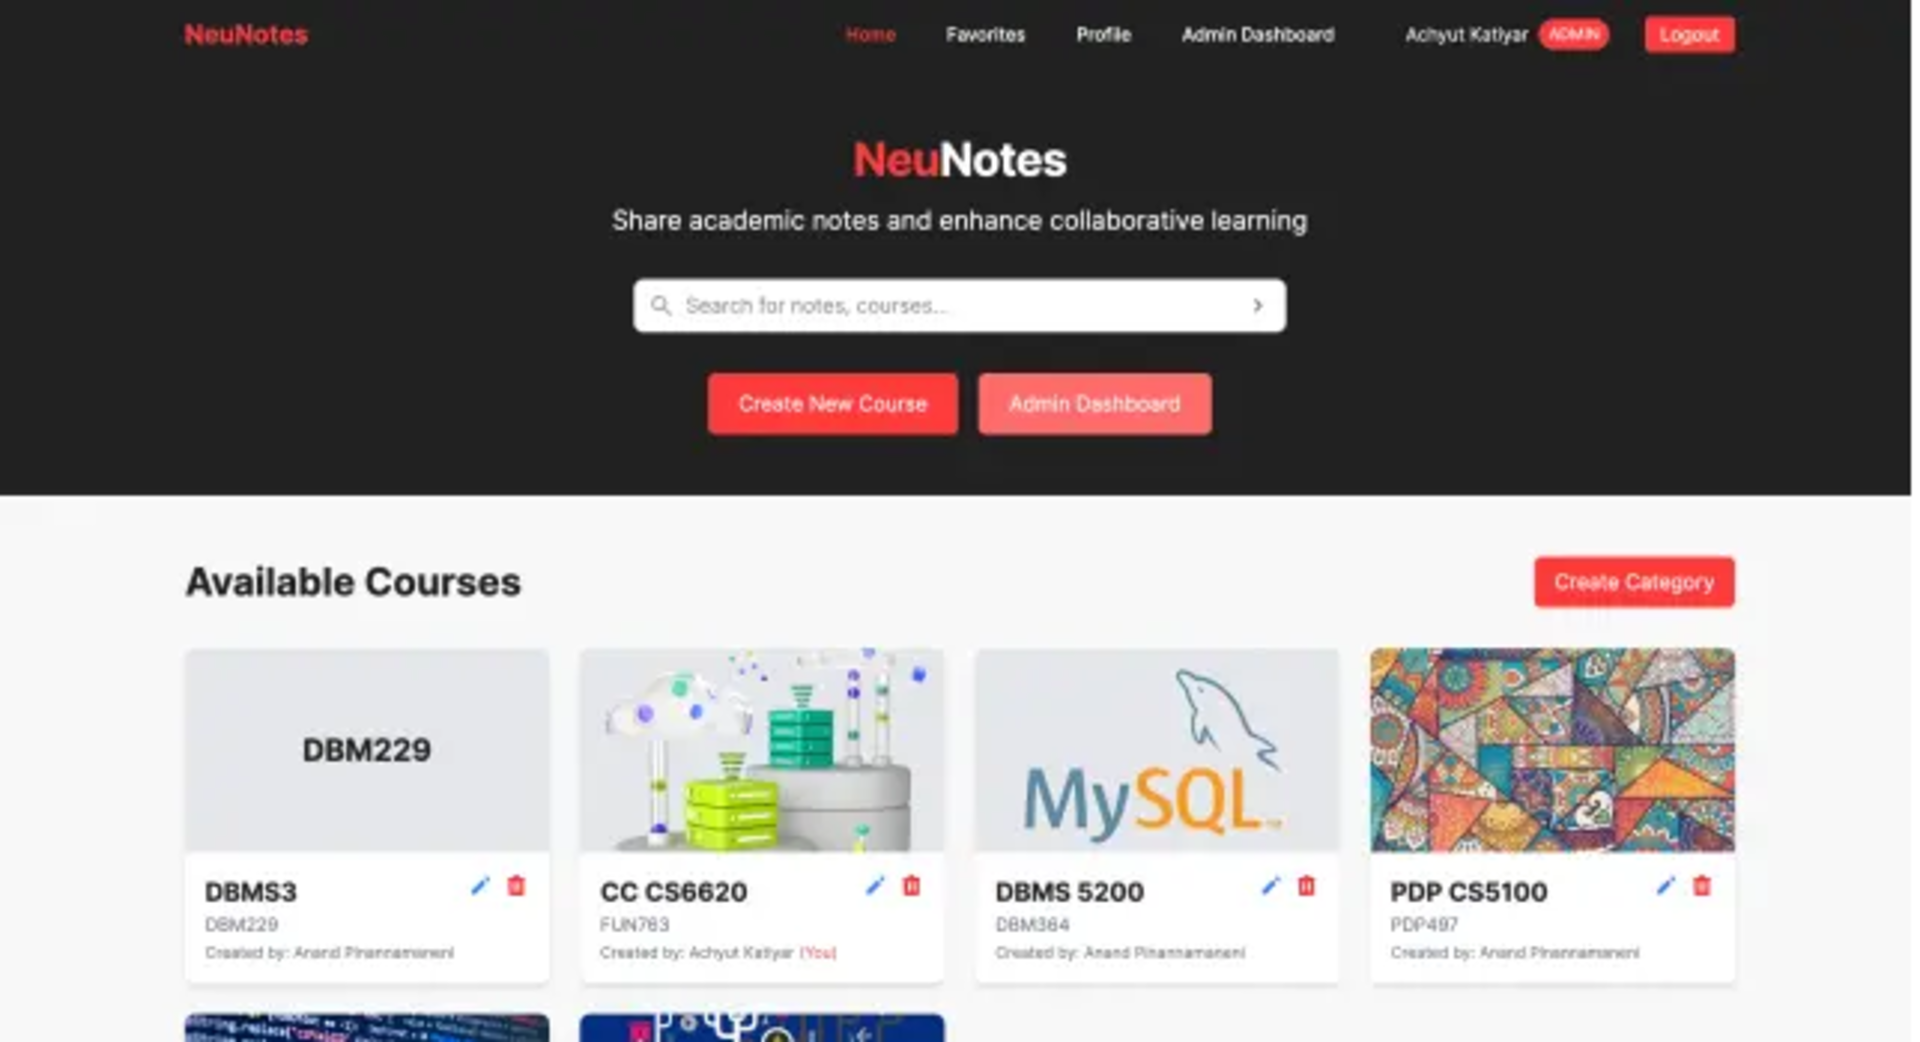 NeuNotes Home Favorites Profile Admin Dashboard Achyut Katiyar ADMIN Logout
NeuNotes
Share academic notes and enhance collaborative learning
Search for notes, courses...
Create New Course Admin Dashboard
Available Courses Create Category
DBM229
MySQL
DBMS3
DBM229
Created by: Anand Pinannamaneni
CC CS6620
FUN763
Created by: Achyut Katiyar (You)
DBMS 5200
DBM364
Created by: Anand Pinannamaneni
PDP CS5100
PDP497
Created by: Anand Pinannamaneni